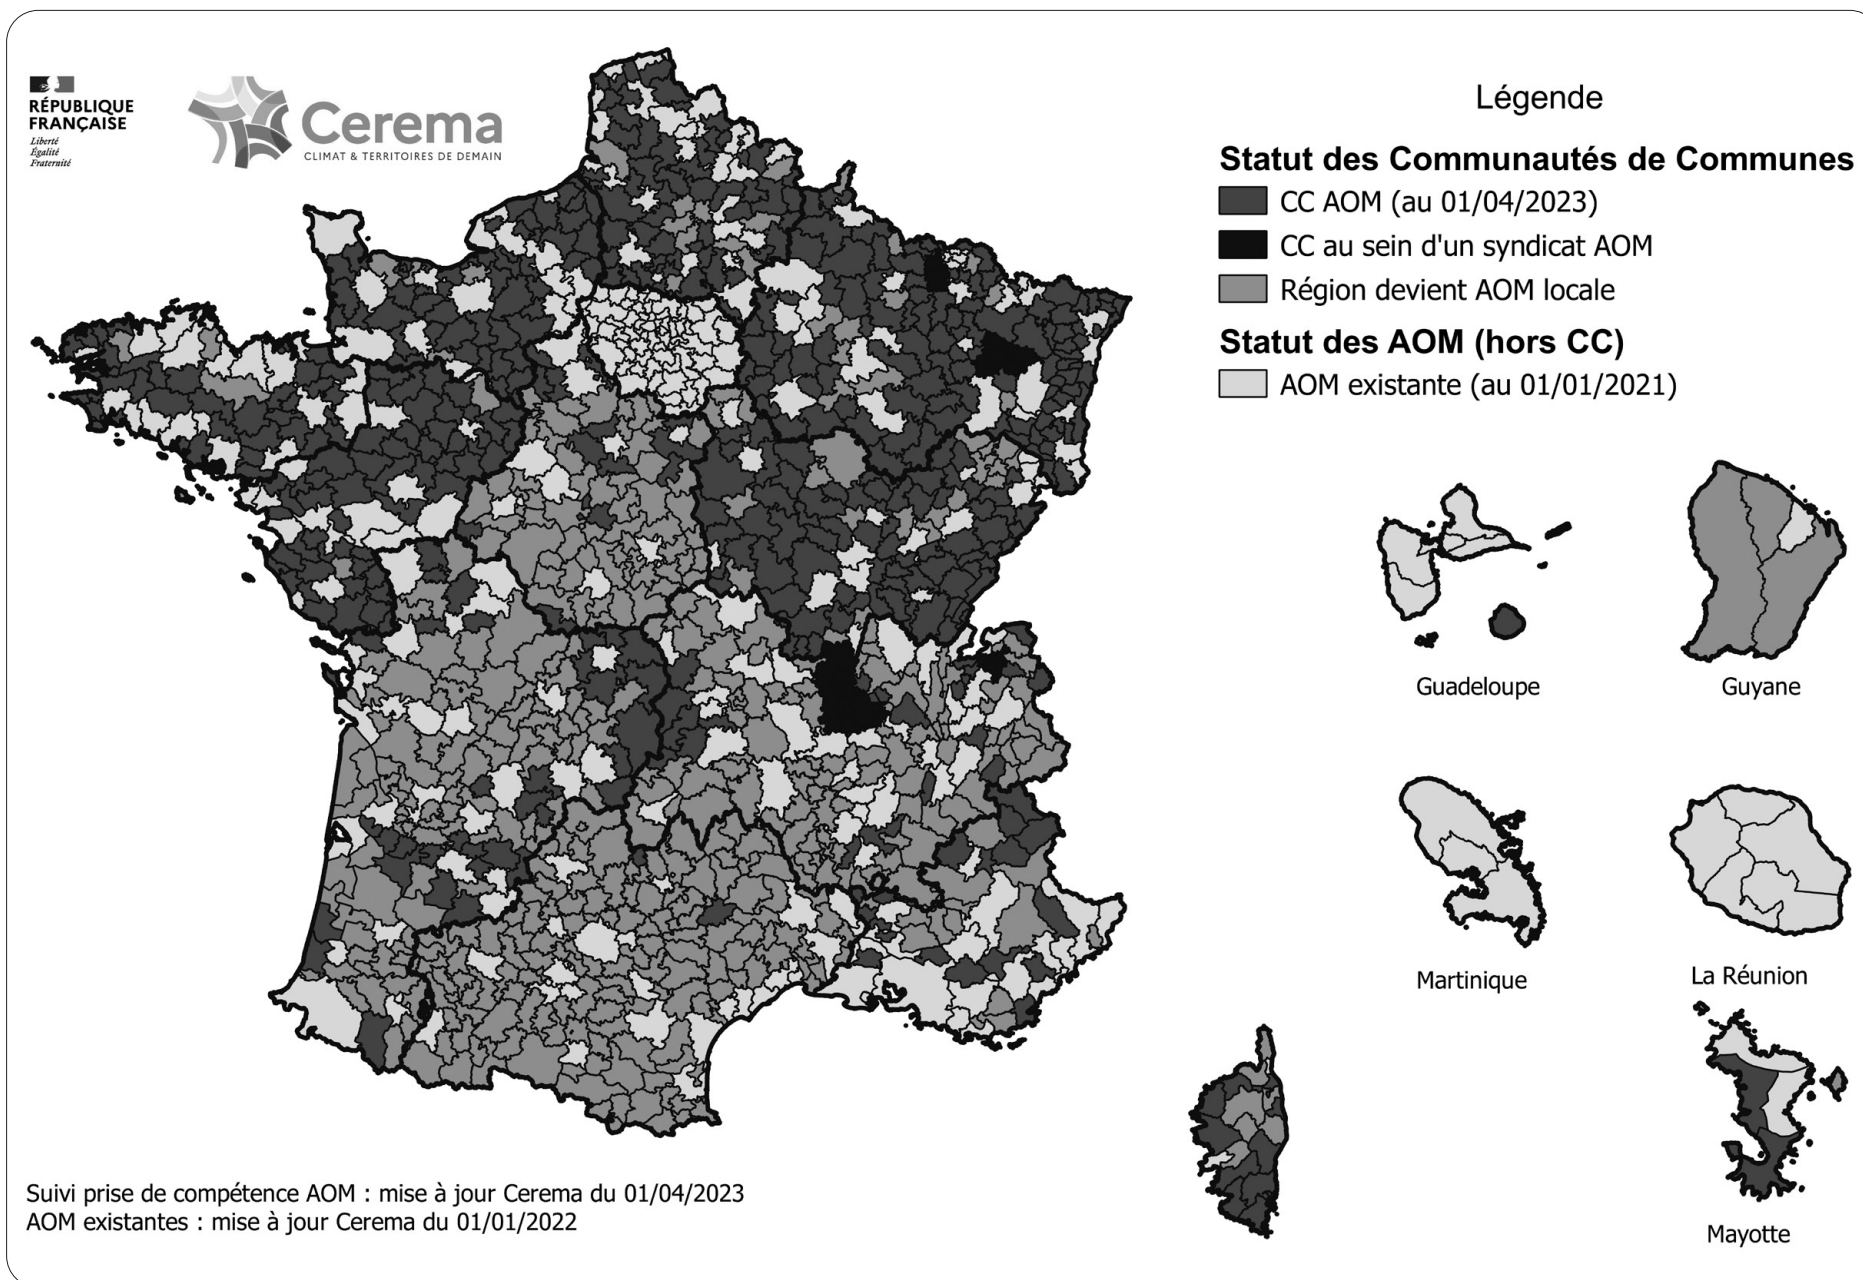 RÉPUBLIQUE
FRANÇAISE
Liberté
Égalité
Fraternité
Cerema
CLIMAT & TERRITOIRES DE DEMAIN
Légende
Statut des Communautés de Communes
CC AOM (au 01/04/2023)
CC au sein d'un syndicat AOM
Région devient AOM locale
Statut des AOM (hors CC)
AOM existante (au 01/01/2021)
Guadeloupe
Guyane
Martinique
La Réunion
Mayotte
Suivi prise de compétence AOM : mise à jour Cerema du 01/04/2023
AOM existantes : mise à jour Cerema du 01/01/2022